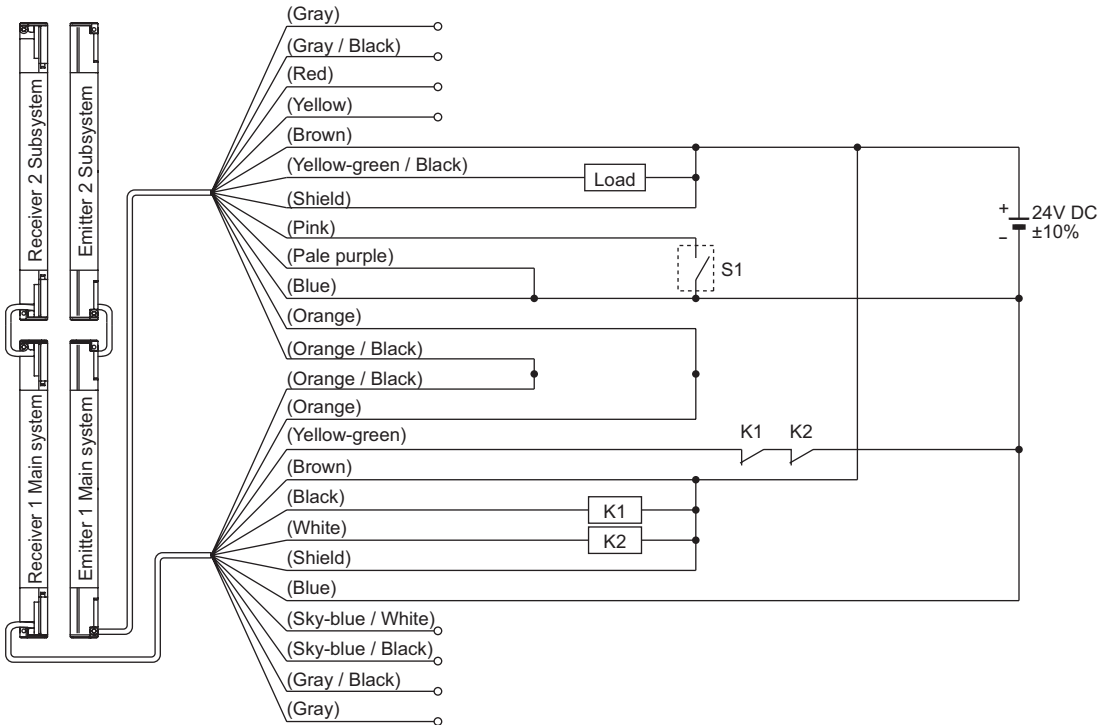 Receiver 2 Subsystem
Emitter 2 Subsystem
Receiver 1 Main system
Emitter 1 Main system
(Gray)
(Gray / Black)
(Red)
(Yellow)
(Brown)
(Yellow-green / Black)
Load
(Shield)
(Pink)
(Pale purple)
S1
(Blue)
(Orange)
(Orange / Black)
(Orange / Black)
(Orange)
(Yellow-green)
K1
K2
(Brown)
(Black)
K1
(White)
K2
(Shield)
(Blue)
(Sky-blue / White)
(Sky-blue / Black)
(Gray / Black)
(Gray)
+
−
24V DC
±10%